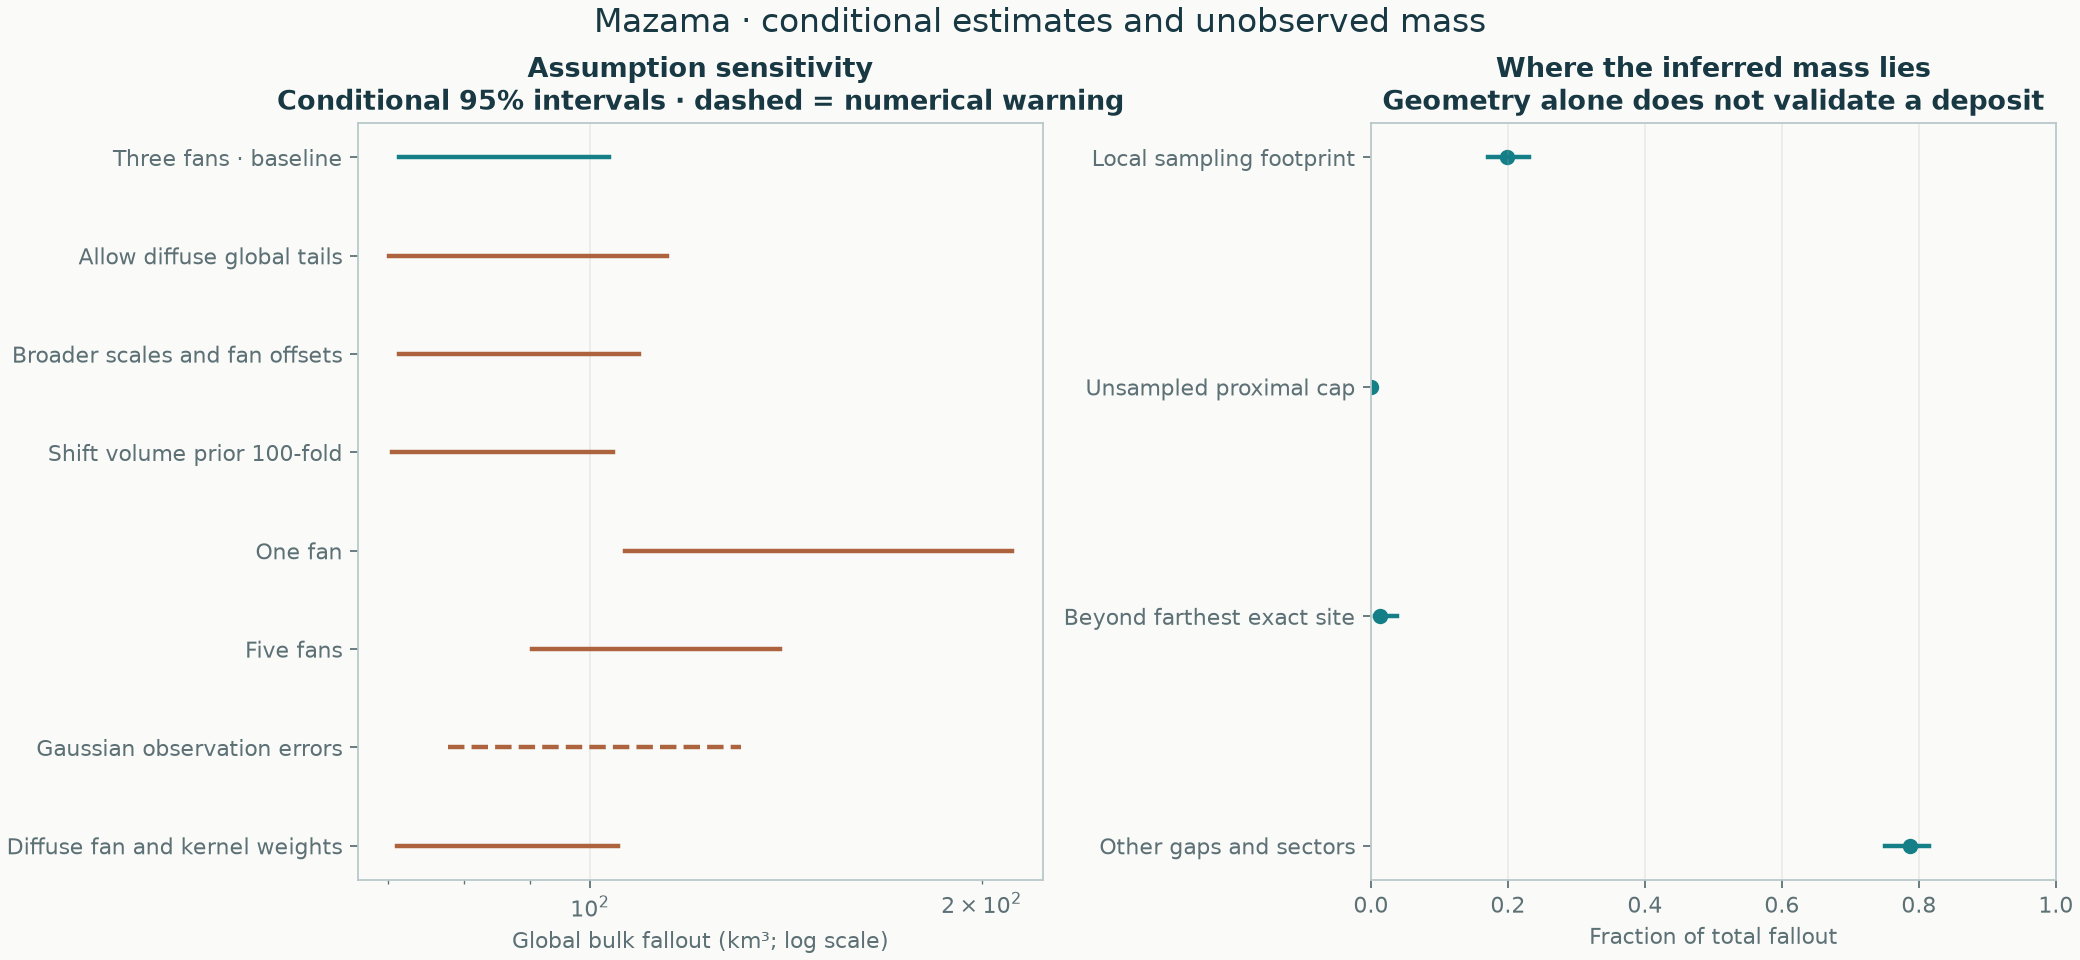 Mazama · conditional estimates and unobserved mass
Assumption sensitivity
Conditional 95% intervals · dashed = numerical warning
Three fans · baseline
Allow diffuse global tails
Broader scales and fan offsets
Shift volume prior 100-fold
One fan
Five fans
Gaussian observation errors
Diffuse fan and kernel weights
10²
2 × 10²
Global bulk fallout (km³; log scale)
Where the inferred mass lies
Geometry alone does not validate a deposit
Local sampling footprint
Unsampled proximal cap
Beyond farthest exact site
Other gaps and sectors
0.0 0.2 0.4 0.6 0.8 1.0
Fraction of total fallout